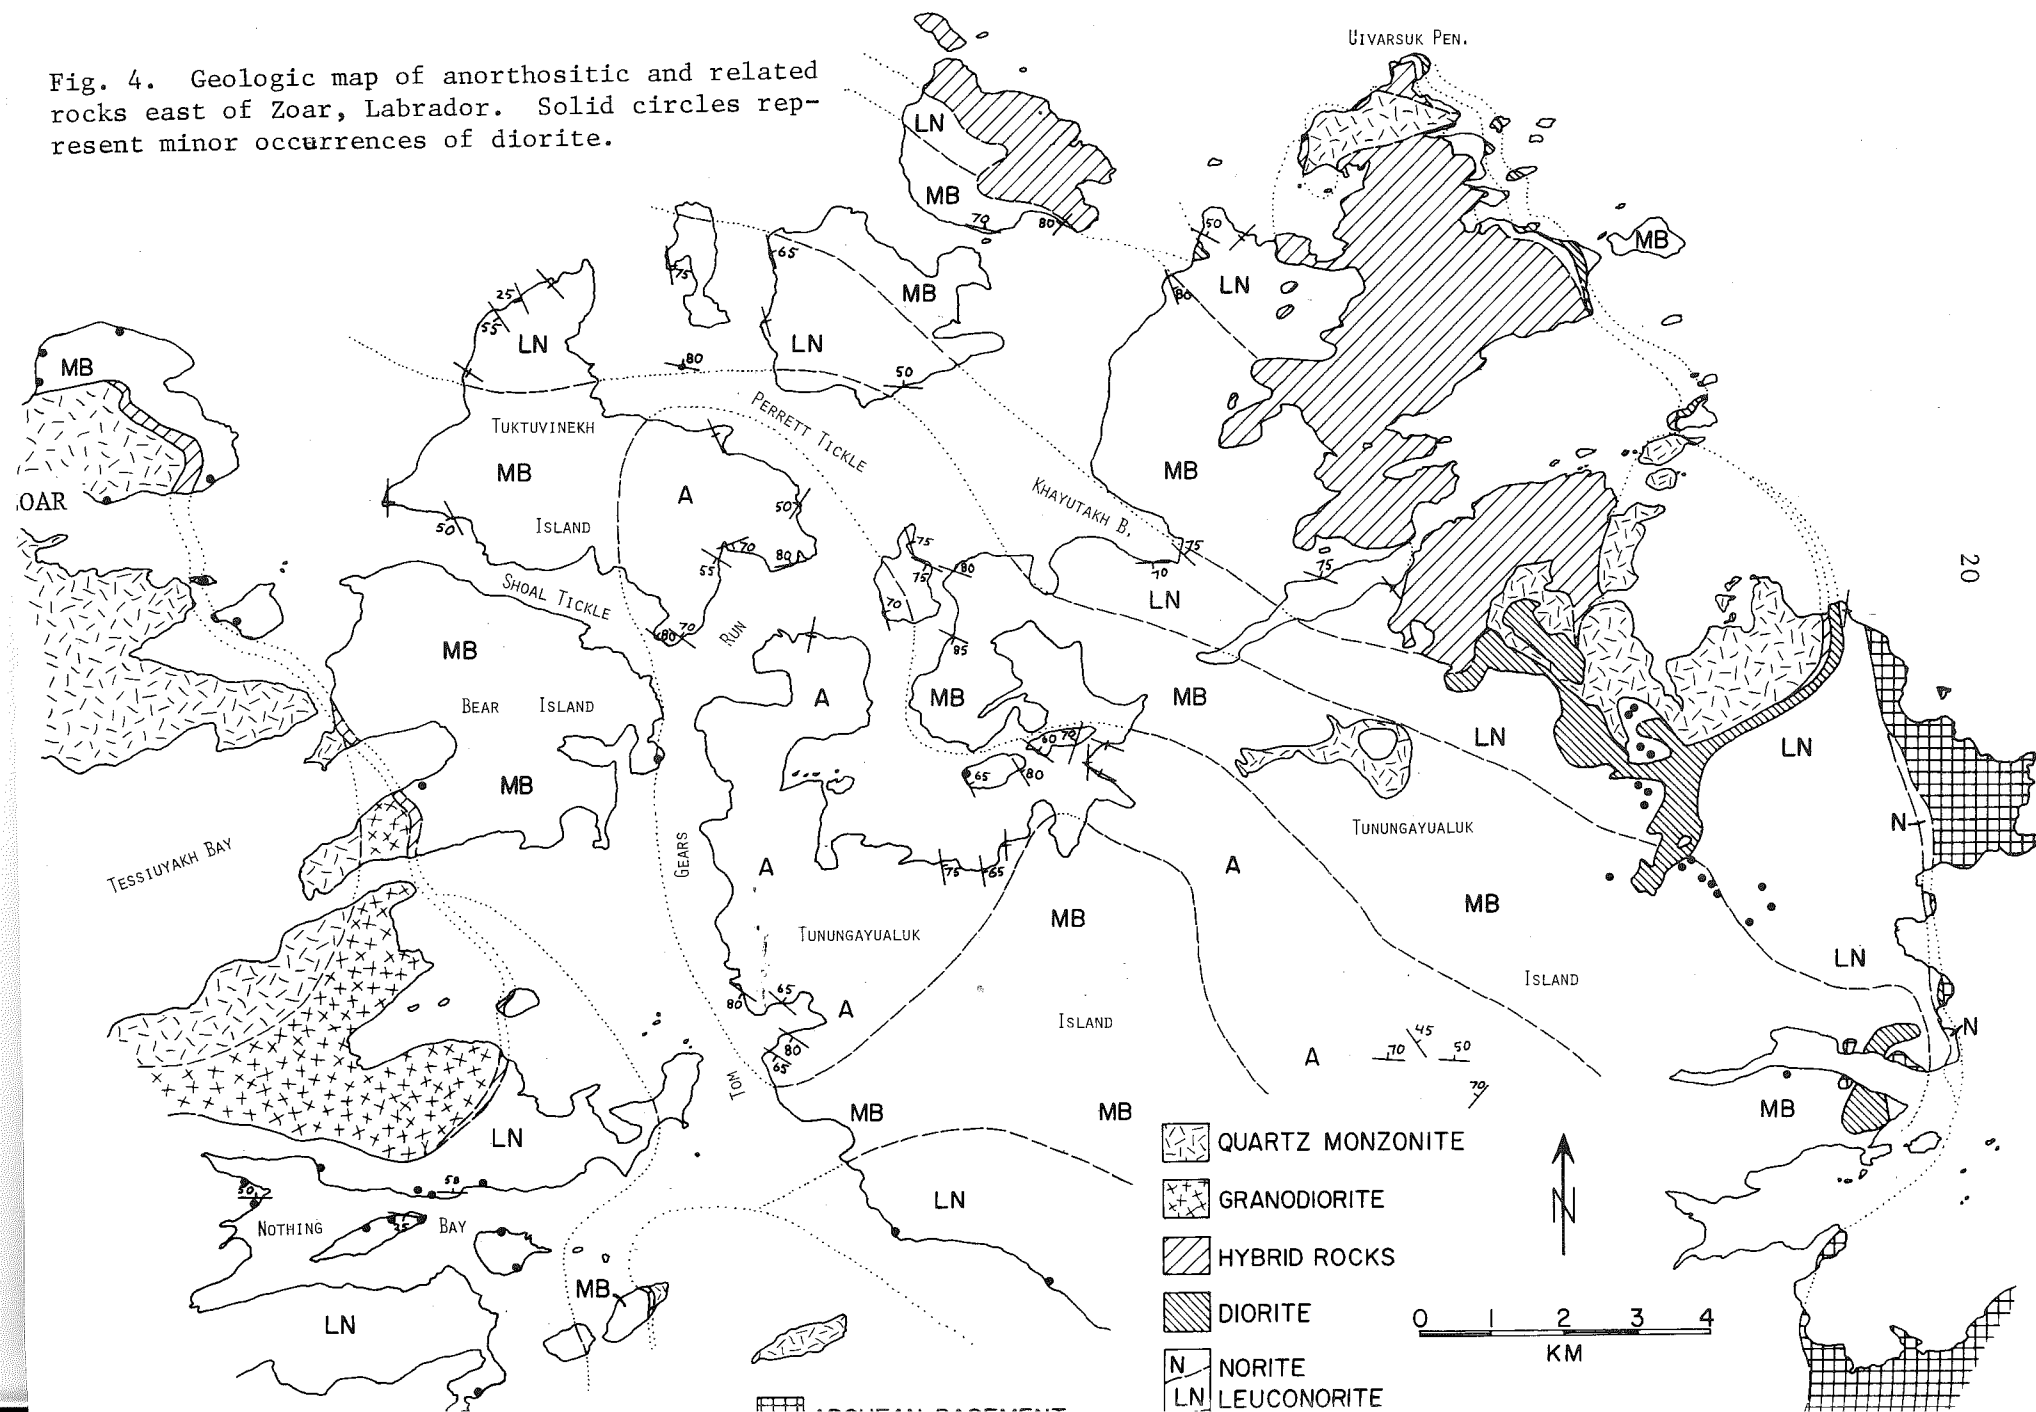 Fig. 4. Geologic map of anorthositic and related
rocks east of Zoar, Labrador. Solid circles rep-
resent minor occurrences of diorite.
UIVARSUK PEN.
LN
MB
70
80
50
MB
75
65
MB
LN
80
LN
25
55
LN
MB
80
50
TUKTUVINEKH
MB
ISLAND
50
A
50
70
80
55
PERRETT TICKLE
KHAYUTAKH B.
MB
20
OAR
SHOAL TICKLE
80
70
RUN
75
75
70
80
85
75
70
LN
75
MB
BEAR ISLAND
MB
A
MB
MB
60
70
65
80
LN
LN
N
TESSIUYAKH BAY
GEARS
A
75
65
A
TUNUNGAYUALUK
MB
MB
TUNUNGAYUALUK
LN
ISLAND
80
65
A
ISLAND
80
65
TOM
A
70
45
50
70
N
MB
MB
MB
LN
50
50
NOTHING BAY
25
LN
MB
LN
QUARTZ MONZONITE
GRANODIORITE
HYBRID ROCKS
DIORITE
N NORITE
LN LEUCONORITE
N
0 1 2 3 4
KM
ARCHEAN BASEMENT